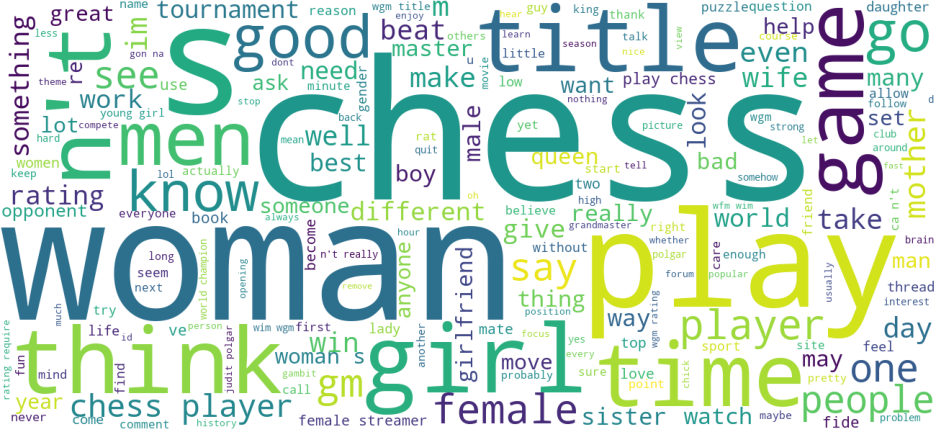 great
reason
name
wgm title
m
hear
guy
king
thank
puzzlequestion
daughter
less
others
enjoy
tournament
im
good
beat
title
help
go
something
n't
ret
s
see
gon na
dont
master
u
learn
season
talk
nice
view
course
theme
use
ask
need
minute
gender
little
movie
even
wife
many
stop
make
low
want
play chess
allow
d
follow
work
young girl
back
nothing
look
wgm
set
lot
men
well
male
rat
yet
picture
strong
game
club
hard
compete
mean
quit
chess
let
around
women
actually
best
queen
start
tell
bad
mother
fast
keep
lol
boy
two
somehow
rating
know
high
ca n't
opponent
someone
different
believe
really
wfm wim
world
friend
take
everyone
book
always
oh
give
grandmaster
right
long
hour
without
whether
polgar
care
enough
brain
woman
become
n't really
anyone
say
play
man
seem
next
world champion
opening
remove
girlfriend
thing
forum
popular
usually
thread
interest
much
try
position
way
wgm rating
player
day
life
ve
wim wgm
first
lady
mate
focus
yes
top
sport
site
feel
id
person
judit polgar
win
another
every
rating require
fun
think
woman s
girl
move
sure
love
may
one
mind
find
gambit
gm
probably
point
chick
time
pretty
year
call
people
never
come
chess player
comment
history
female streamer
female
sister
watch
maybe
fide
problem